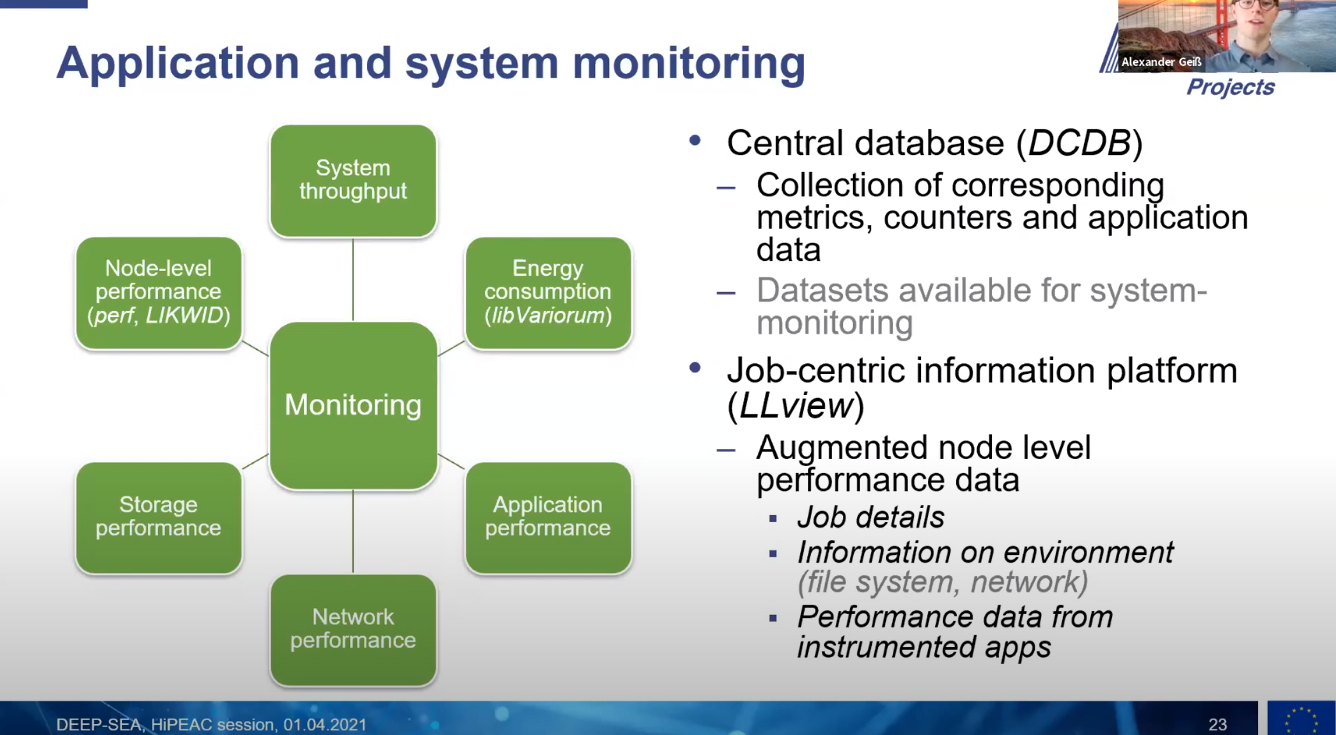 Application and system monitoring
Alexander Geiß
Projects
System
throughput
Node-level
performance
(perf, LIKWID)
Energy
consumption
(libVariorum)
Monitoring
Storage
performance
Application
performance
Network
performance
• Central database (DCDB)
– Collection of corresponding
metrics, counters and application
data
– Datasets available for system-
monitoring
• Job-centric information platform
(LLview)
– Augmented node level
performance data
▪ Job details
▪ Information on environment
(file system, network)
▪ Performance data from
instrumented apps
DEEP-SEA, HiPEAC session, 01.04.2021
23